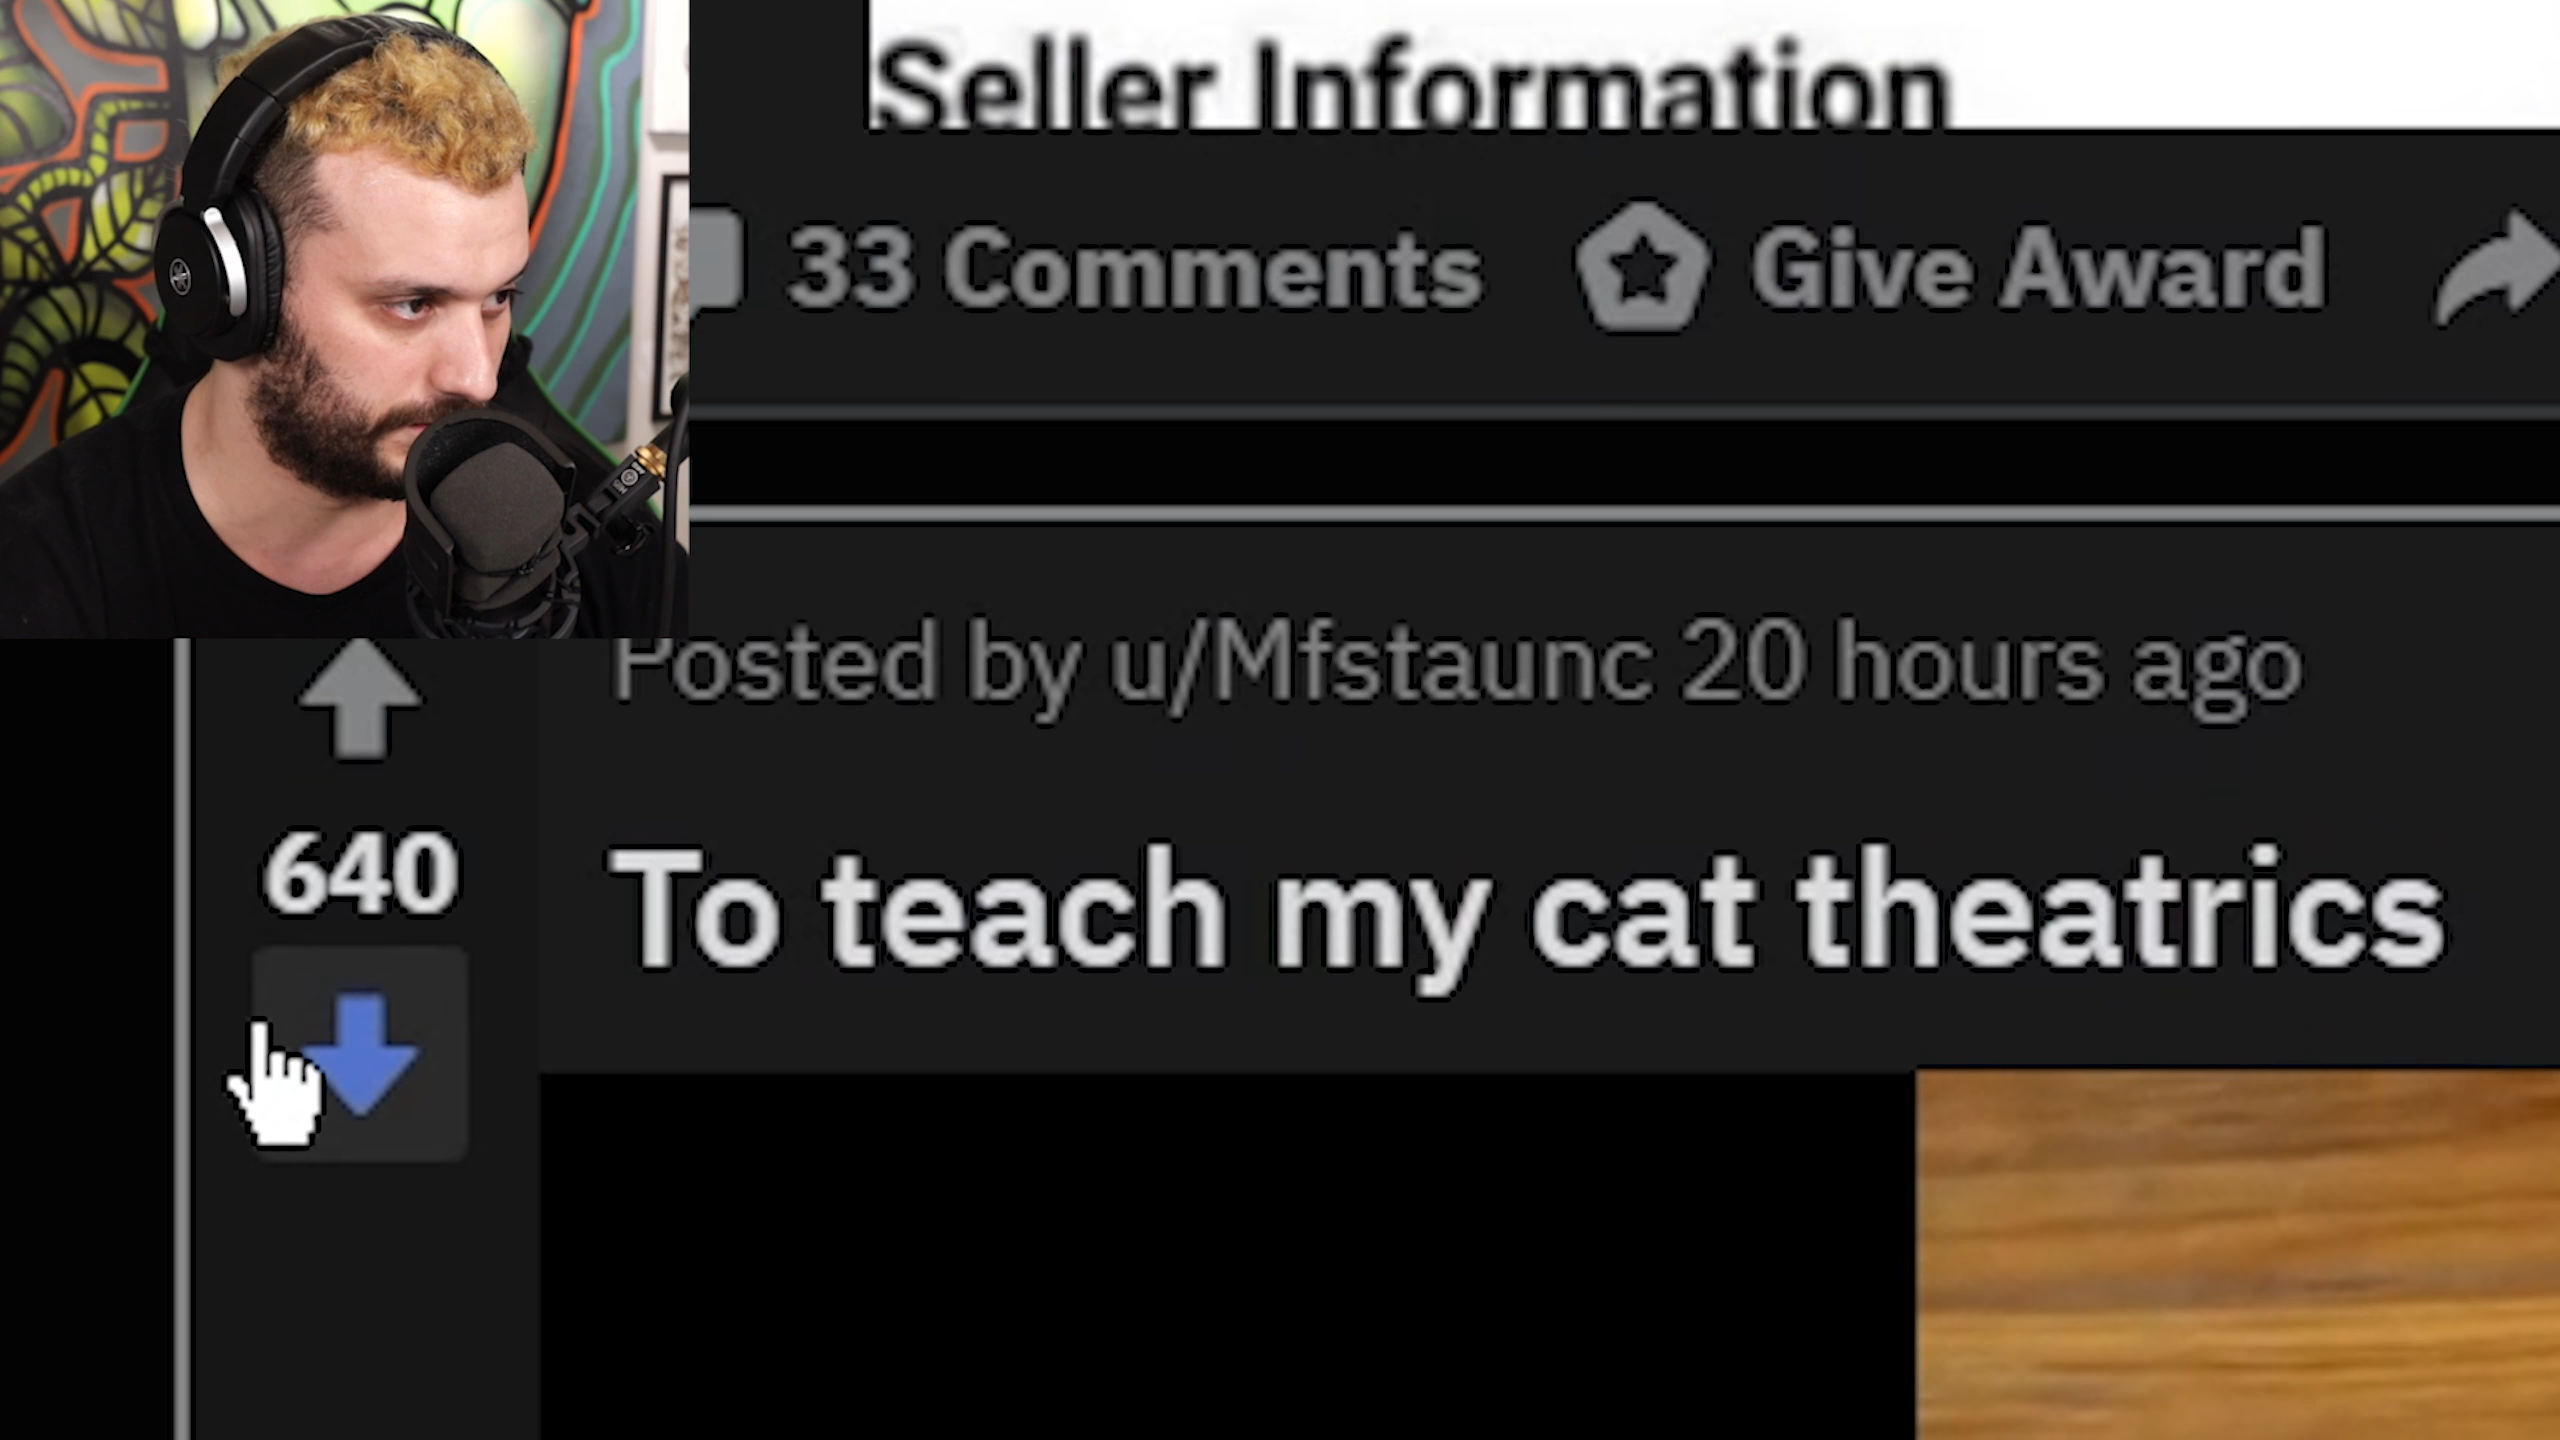 Seller Information
33 Comments
Give Award
Posted by u/Mfstaunc 20 hours ago
640
To teach my cat theatrics